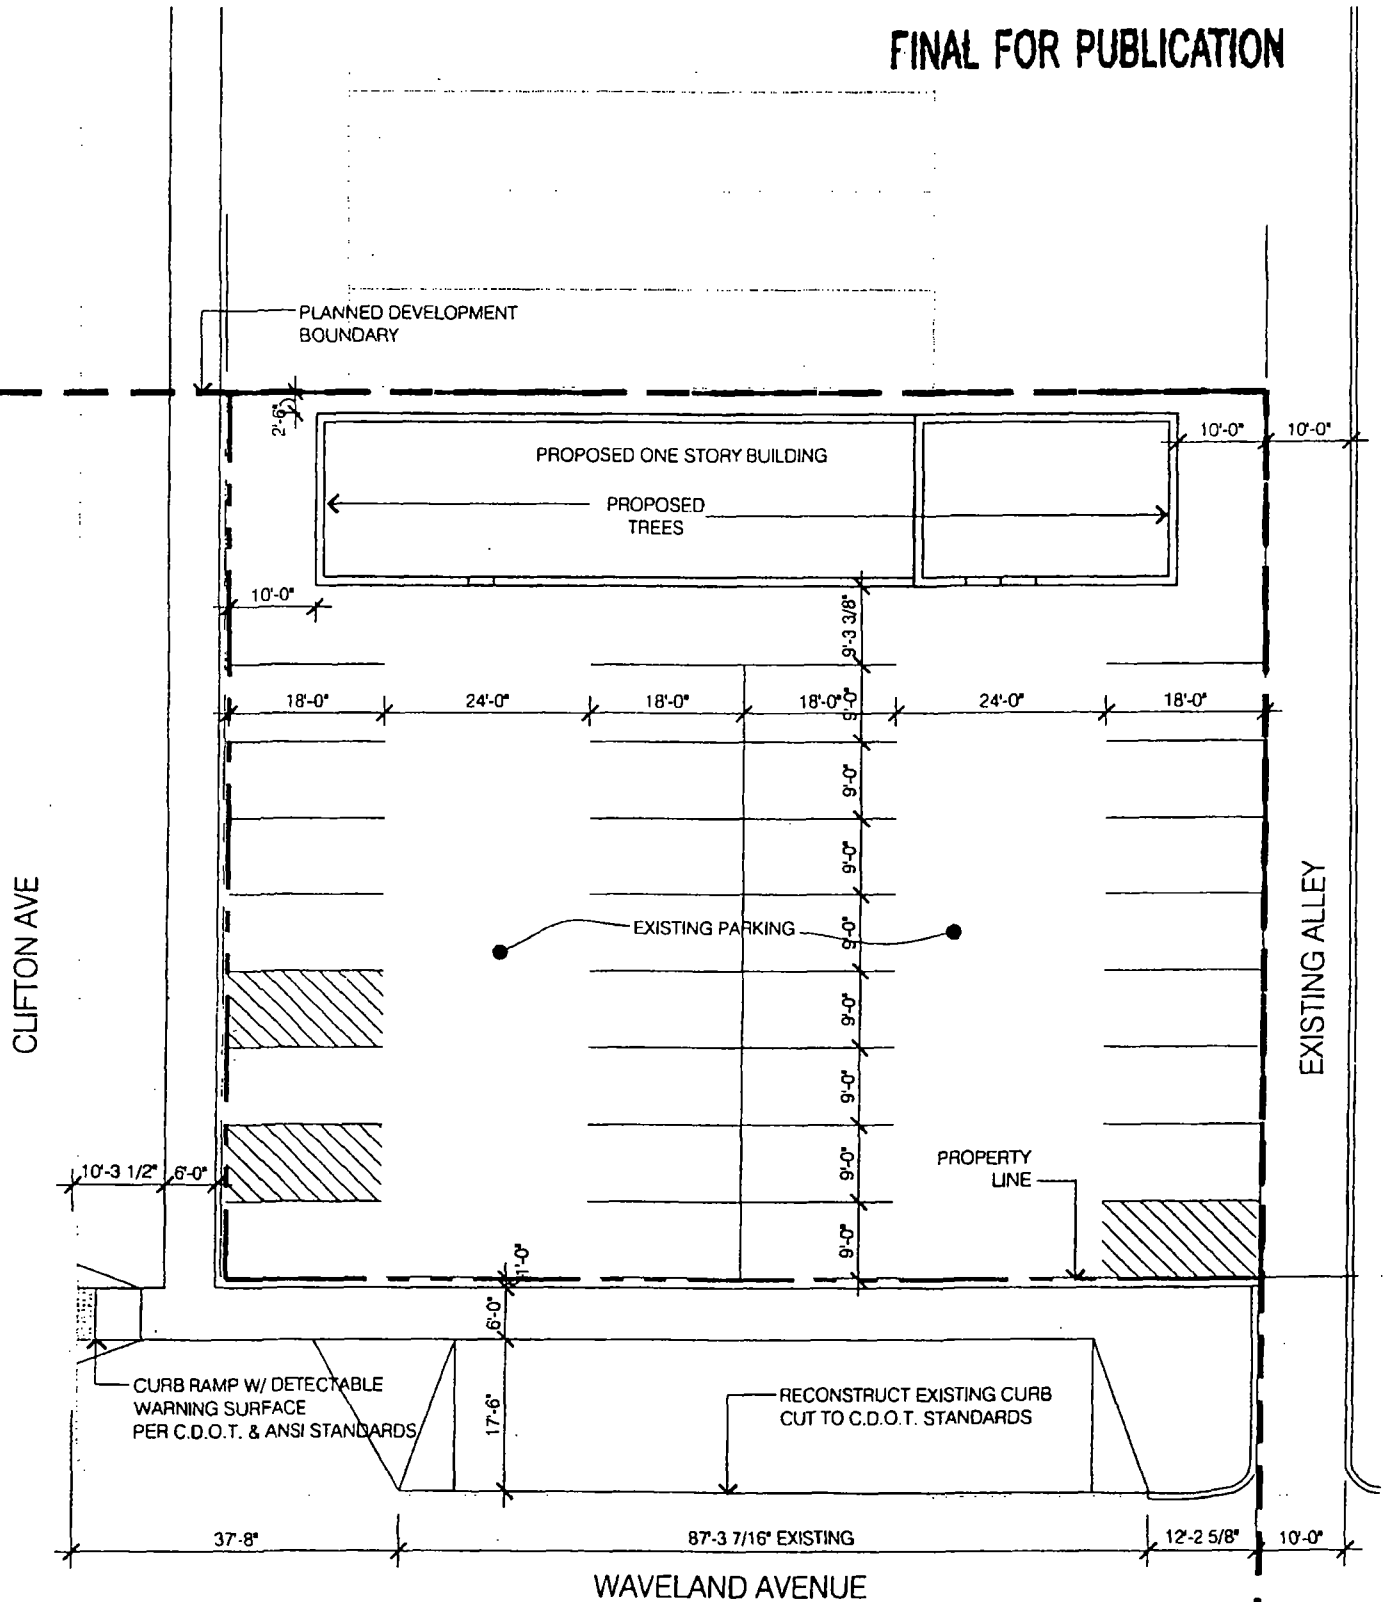 FINAL FOR PUBLICATION
PLANNED DEVELOPMENT
BOUNDARY
2'-6"
10'-0"
10'-0"
PROPOSED ONE STORY BUILDING
PROPOSED
TREES
10'-0"
9'-3 3/8"
18'-0"
24'-0"
18'-0"
18'-0"
9'-0"
24'-0"
18'-0"
9'-0"
9'-0"
EXISTING PARKING
9'-0"
9'-0"
9'-0"
9'-0"
9'-0"
CLIFTON AVE
EXISTING ALLEY
10'-3 1/2"
6'-0"
PROPERTY
LINE
1'-0"
6'-0"
17'-6"
CURB RAMP W/ DETECTABLE
WARNING SURFACE
PER C.D.O.T. & ANSI STANDARDS
RECONSTRUCT EXISTING CURB
CUT TO C.D.O.T. STANDARDS
37'-8"
87'-3 7/16" EXISTING
12'-2 5/8"
10'-0"
WAVELAND AVENUE